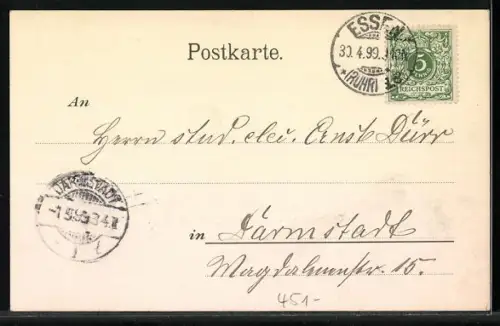 Postkarte.
ESSEN
30.4.99.
(RUHR)
5
REICHSPOST
An
Herrn stud. elec. Ernst Dürr
DARMSTADT
in Darmstadt
Magdalenenstr. 15.
451-